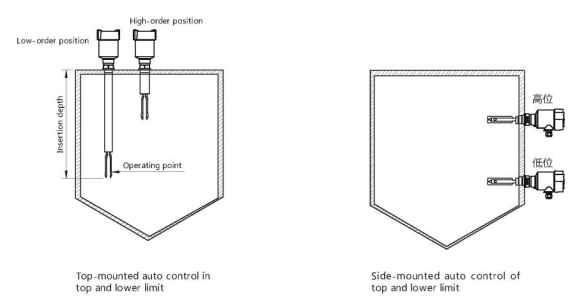 High-order position
Low-order position
Insertion depth
Operating point
高位
低位
Top-mounted auto control in
top and lower limit
Side-mounted auto control of
top and lower limit